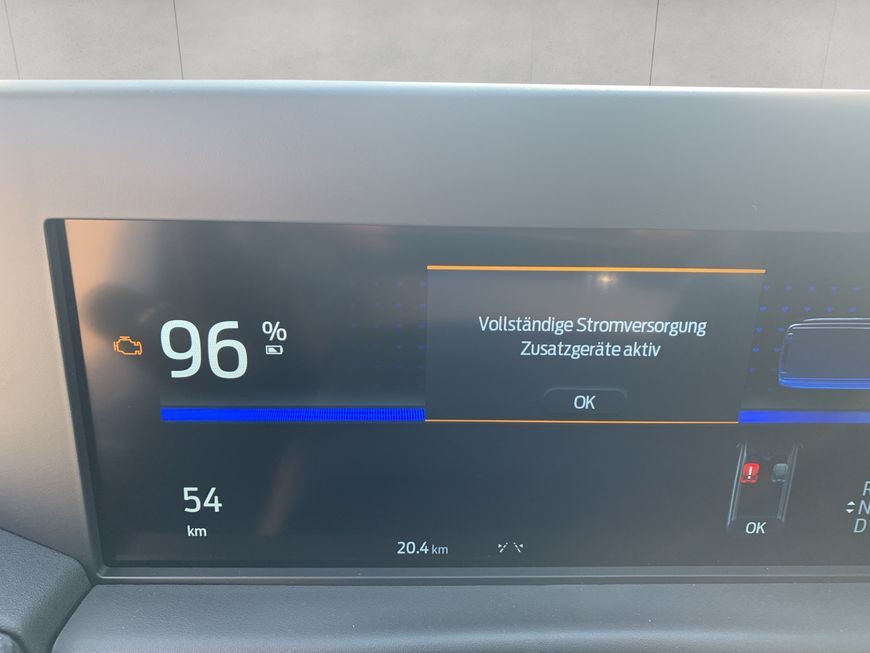 96 %
Vollständige Stromversorgung
Zusatzgeräte aktiv
OK
54
km
20.4 km
!
OK
R
N
D